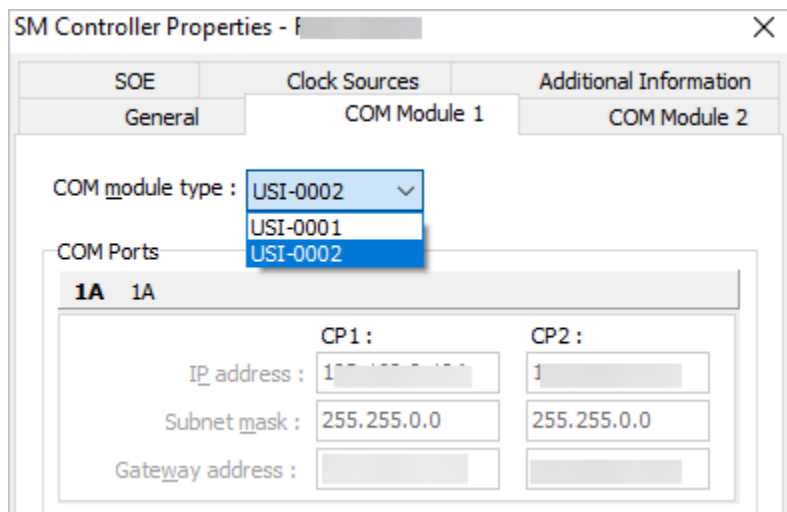 SM Controller Properties -
SOE Clock Sources Additional Information
General COM Module 1 COM Module 2
COM module type : USI-0002
USI-0001
USI-0002
COM Ports
1A 1A
CP1 : CP2 :
IP address :
Subnet mask : 255.255.0.0 255.255.0.0
Gateway address :